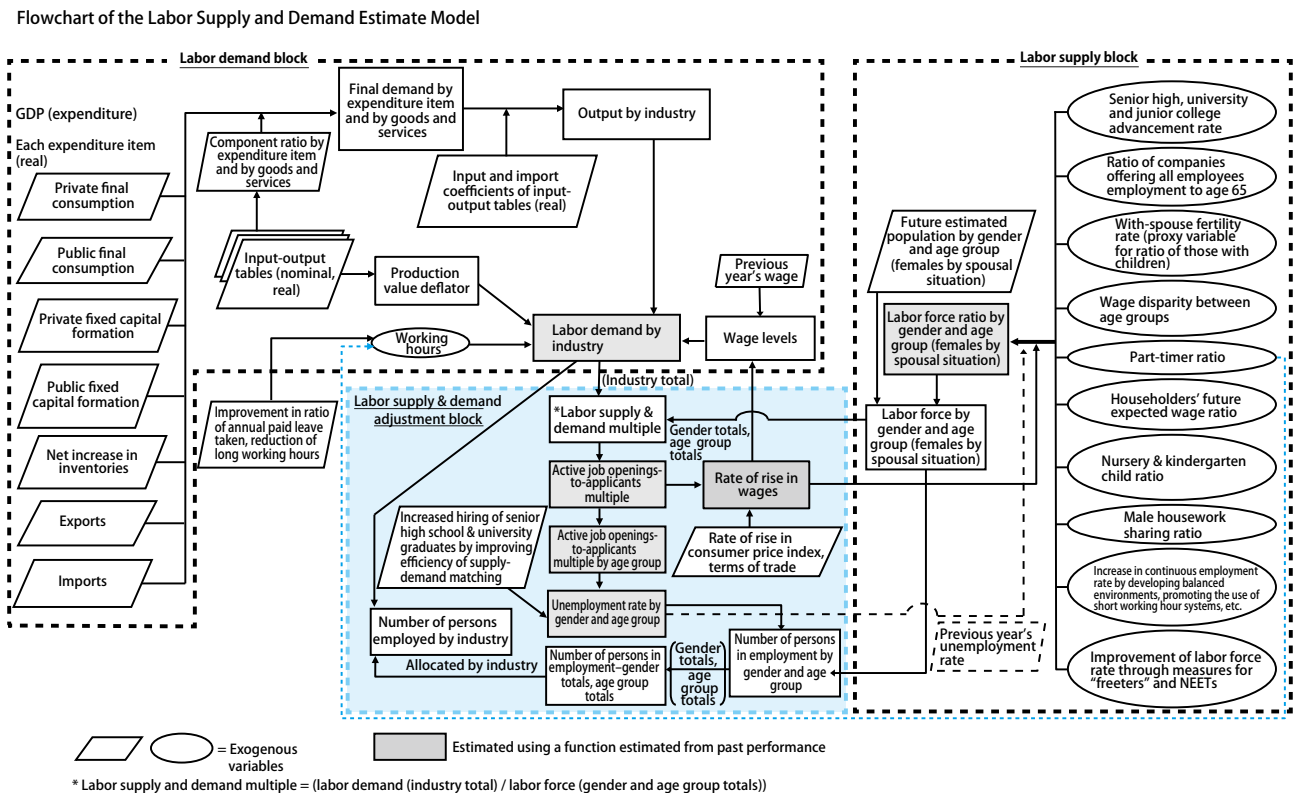 Flowchart of the Labor Supply and Demand Estimate Model
Labor demand block
GDP (expenditure)
Each expenditure item
(real)
Private final
consumption
Public final
consumption
Private fixed capital
formation
Public fixed
capital formation
Net increase in
inventories
Exports
Imports
Component ratio by
expenditure item
and by goods and
services
Final demand by
expenditure item
and by goods and
services
Input and import
coefficients of input-
output tables (real)
Output by industry
Input-output
tables (nominal,
real)
Production
value deflator
Previous
year's wage
Working
hours
Labor demand by
industry
Wage levels
Improvement in ratio
of annual paid leave
taken, reduction of
long working hours
(Industry total)
Labor supply & demand
adjustment block
*Labor supply &
demand multiple
Gender totals,
age group
totals
Active job openings-
to-applicants
multiple
Rate of rise in
wages
Increased hiring of senior
high school & university
graduates by improving
efficiency of supply-
demand matching
Active job openings-
to-applicants
multiple by age group
Rate of rise in
consumer price index,
terms of trade
Unemployment rate by
gender and age group
Number of persons
employed by industry
Allocated by industry
Number of persons in
employment–gender
totals, age group
totals
(Gender
totals,
age
group
totals)
Number of persons
in employment by
gender and age
group
Labor supply block
Future estimated
population by gender
and age group
(females by spousal
situation)
Labor force ratio by
gender and age
group (females by
spousal situation)
Labor force by
gender and age
group (females by
spousal situation)
Previous year's
unemployment
rate
Senior high, university
and junior college
advancement rate
Ratio of companies
offering all employees
employment to age 65
With-spouse fertility
rate (proxy variable
for ratio of those with
children)
Wage disparity between
age groups
Part-timer ratio
Householders' future
expected wage ratio
Nursery & kindergarten
child ratio
Male housework
sharing ratio
Increase in continuous employment
rate by developing balanced
environments, promoting the use of
short working hour systems, etc.
Improvement of labor force
rate through measures for
"freeters" and NEETs
= Exogenous
variables
Estimated using a function estimated from past performance
* Labor supply and demand multiple = (labor demand (industry total) / labor force (gender and age group totals))